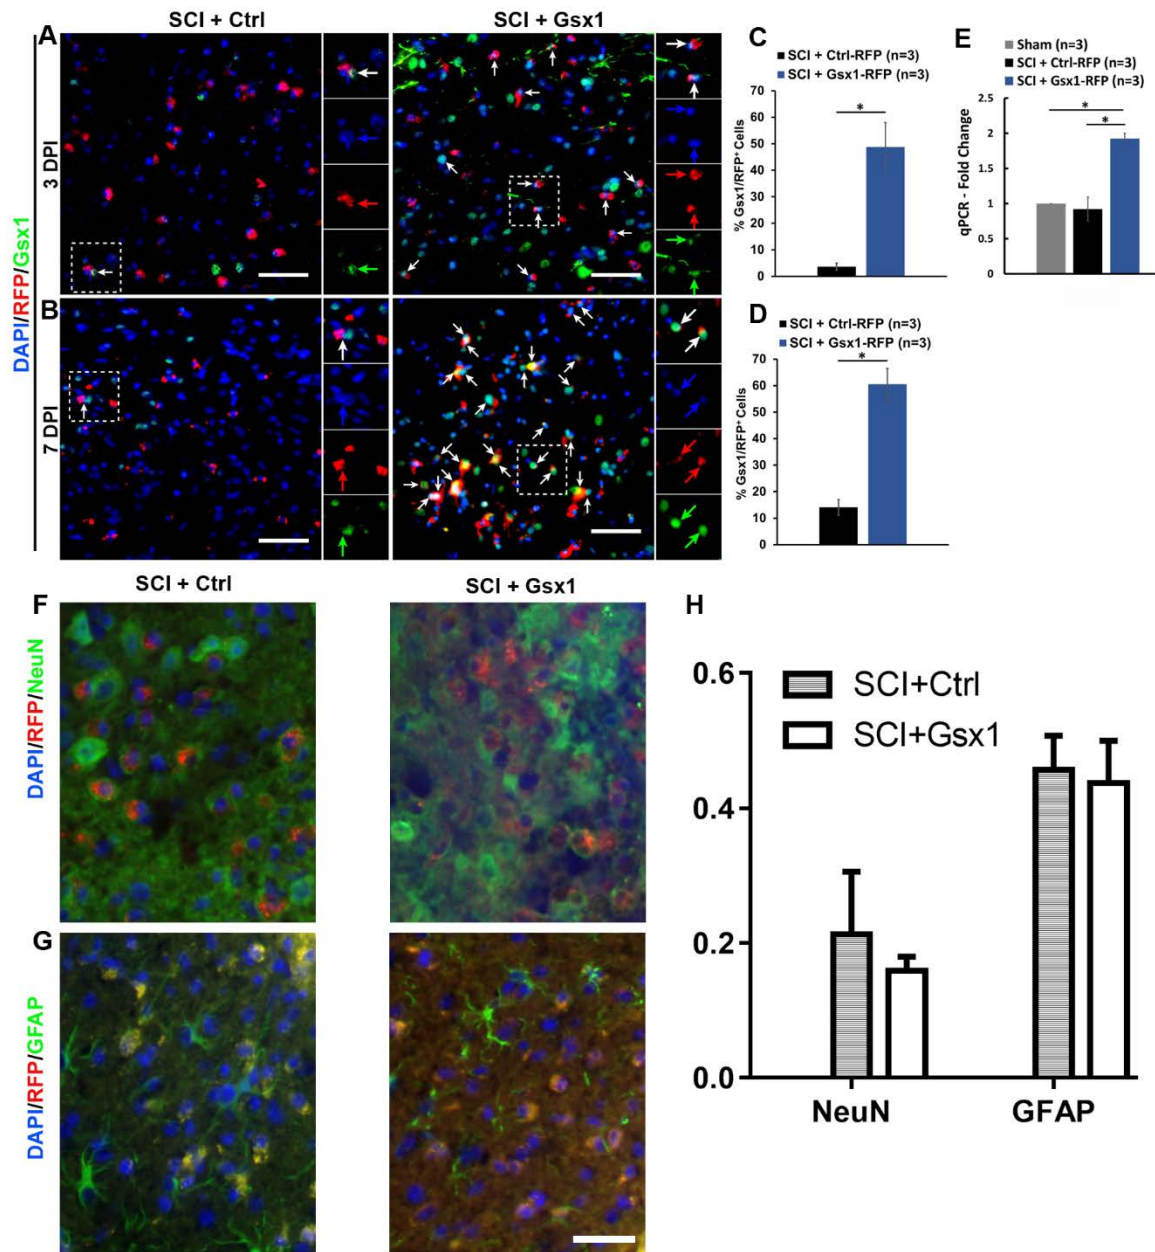 SCI + Ctrl
SCI + Gsx1
A
3 DPI
B
7 DPI
DAPI/RFP/Gsx1
C
SCI + Ctrl-RFP (n=3)
SCI + Gsx1-RFP (n=3)
*
% Gsx1/RFP⁺ Cells
70
60
50
40
30
20
10
0
D
SCI + Ctrl-RFP (n=3)
SCI + Gsx1-RFP (n=3)
*
% Gsx1/RFP⁺ Cells
70
60
50
40
30
20
10
0
E
Sham (n=3)
SCI + Ctrl-RFP (n=3)
SCI + Gsx1-RFP (n=3)
*
*
qPCR - Fold Change
2.5
2
1.5
1
0.5
0
SCI + Ctrl
SCI + Gsx1
F
DAPI/RFP/NeuN
G
DAPI/RFP/GFAP
H
SCI+Ctrl
SCI+Gsx1
0.6
0.4
0.2
0.0
NeuN
GFAP